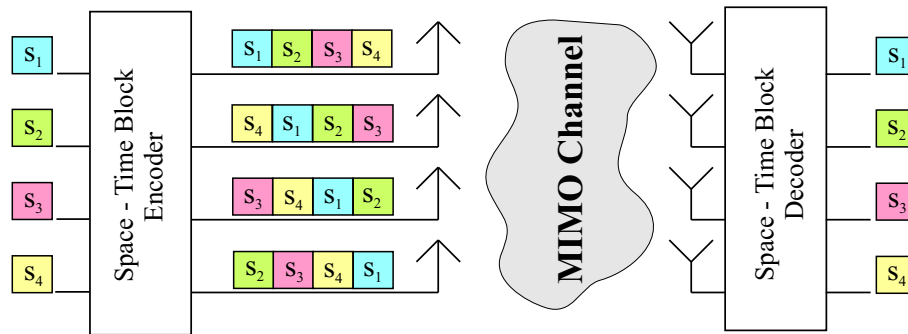 S1 S1 S2 S3 S4 S1
S2 S4 S1 S2 S3 S2
S3 S3 S4 S1 S2 S3
S4 S2 S3 S4 S1 S4
Space - Time Block
Encoder
MIMO Channel
Space - Time Block
Decoder